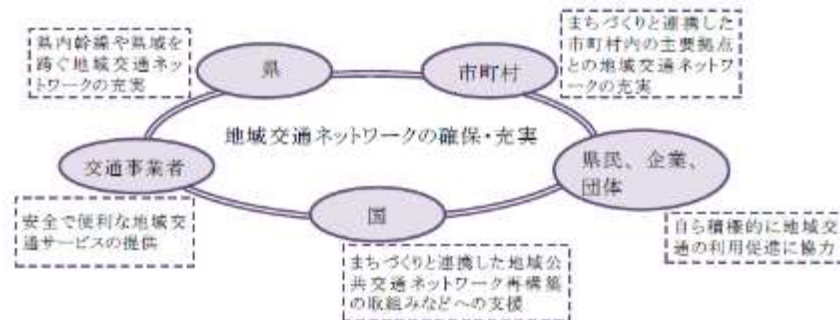 県内幹線や県域を
跨ぐ地域交通ネッ
トワークの充実
県
市町村
まちづくりと連携した
市町村内の主要拠点
との地域交通ネットワ
ークの充実
地域交通ネットワークの確保・充実
交通事業者
県民、企業、
団体
安全で便利な地域交
通サービスの提供
国
自ら積極的に地域交
通の利用促進に協力
まちづくりと連携した地域公
共交通ネットワーク再構築
の取組みなどへの支援